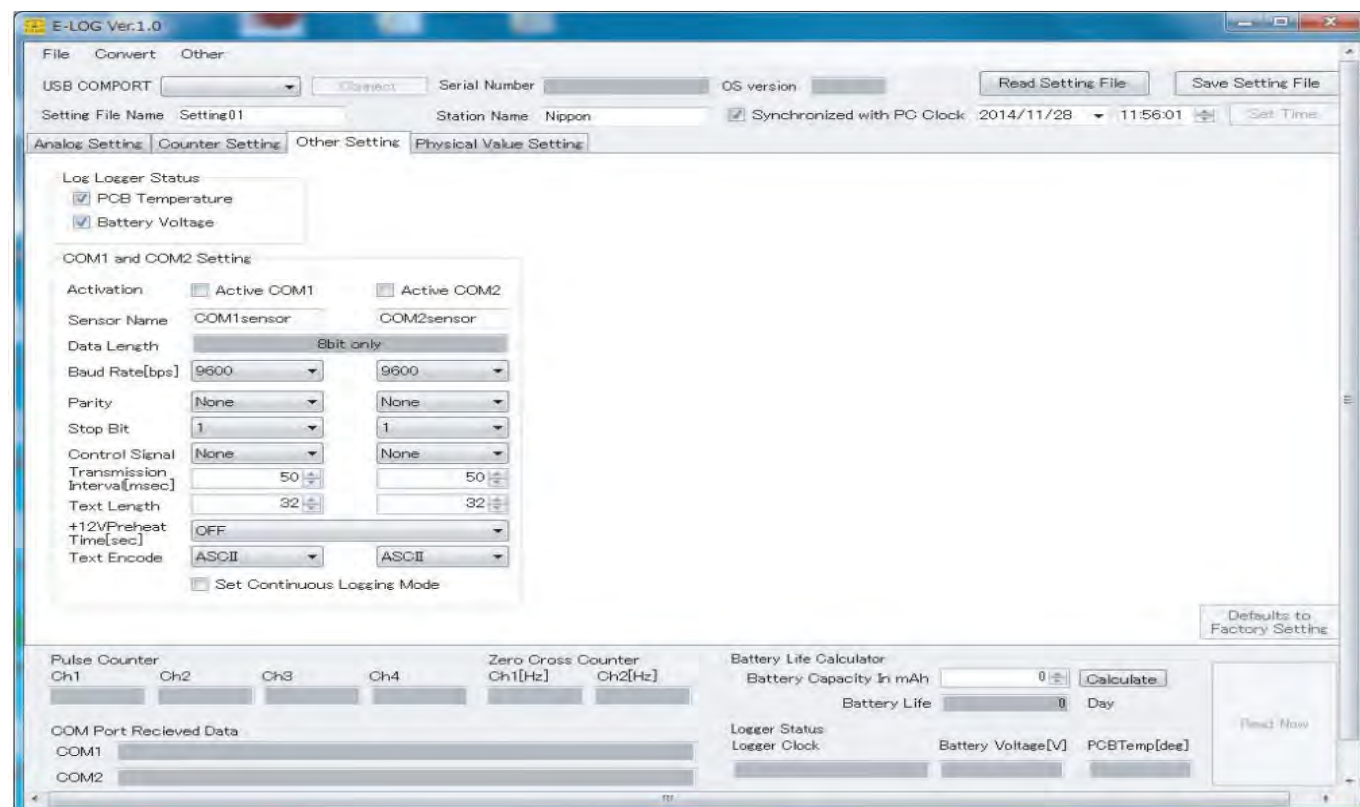 E-LOG Ver.1.0
File Convert Other
USB COMPORT Connect Serial Number OS version Read Setting File Save Setting File
Setting File Name Setting01 Station Name Nippon Synchronized with PC Clock 2014/11/28 11:56:01 Set Time
Analog Setting Counter Setting Other Setting Physical Value Setting
Log Logger Status
PCB Temperature
Battery Voltage
COM1 and COM2 Setting
Activation Active COM1 Active COM2
Sensor Name COM1sensor COM2sensor
Data Length 8bit only
Baud Rate[bps] 9600 9600
Parity None None
Stop Bit 1 1
Control Signal None None
Transmission
Interval[msec] 50 50
Text Length 32 32
+12VPreheat
Time[sec] OFF
Text Encode ASCII ASCII
Set Continuous Logging Mode
Defaults to
Factory Setting
Pulse Counter Zero Cross Counter Battery Life Calculator
Ch1 Ch2 Ch3 Ch4 Ch1[Hz] Ch2[Hz] Battery Capacity In mAh 0 Calculate
Battery Life 0 Day
COM Port Recieved Data Logger Status Read Now
COM1 Logger Clock Battery Voltage[V] PCBTemp[deg]
COM2